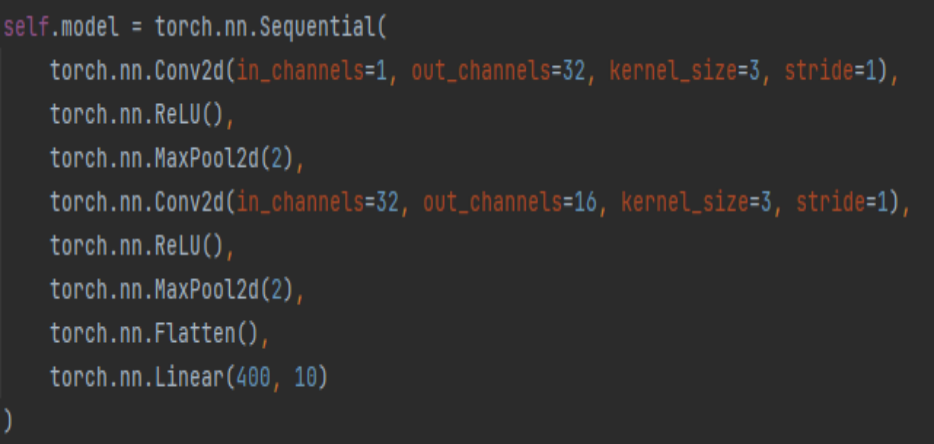 self.model = torch.nn.Sequential(
    torch.nn.Conv2d(in_channels=1, out_channels=32, kernel_size=3, stride=1),
    torch.nn.ReLU(),
    torch.nn.MaxPool2d(2),
    torch.nn.Conv2d(in_channels=32, out_channels=16, kernel_size=3, stride=1),
    torch.nn.ReLU(),
    torch.nn.MaxPool2d(2),
    torch.nn.Flatten(),
    torch.nn.Linear(400, 10)
)